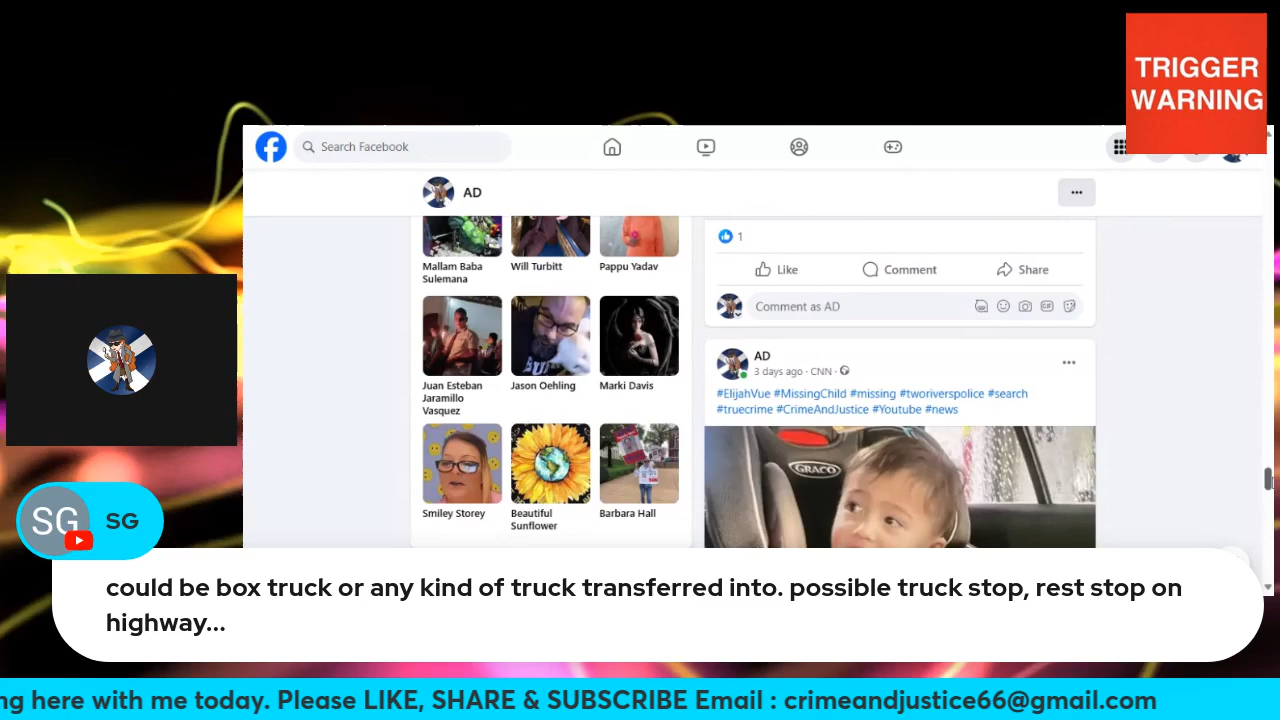 TRIGGER
WARNING
Search Facebook
AD
Mallam Baba
Sulemana
Will Turbitt
Pappu Yadav
Juan Esteban
Jaramillo
Vasquez
Jason Oehling
Marki Davis
Smiley Storey
Beautiful
Sunflower
Barbara Hall
1
Like
Comment
Share
Comment as AD
GIF
AD
3 days ago · CNN ·
#ElijahVue #MissingChild #missing #tworiverspolice #search
#truecrime #CrimeAndJustice #Youtube #news
GRACO
SG
SG
could be box truck or any kind of truck transferred into. possible truck stop, rest stop on
highway...
ng here with me today. Please LIKE, SHARE & SUBSCRIBE Email : crimeandjustice66@gmail.com